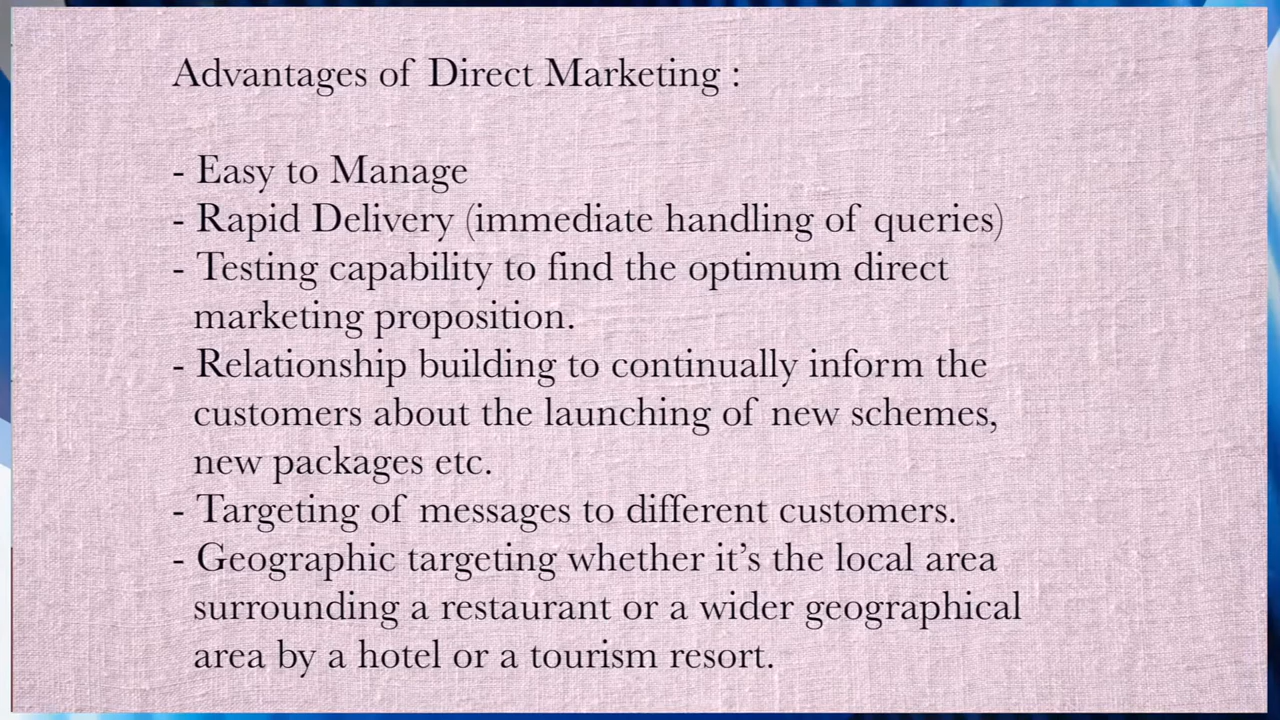 Advantages of Direct Marketing :
- Easy to Manage
- Rapid Delivery (immediate handling of queries)
- Testing capability to find the optimum direct
marketing proposition.
- Relationship building to continually inform the
customers about the launching of new schemes,
new packages etc.
- Targeting of messages to different customers.
- Geographic targeting whether it’s the local area
surrounding a restaurant or a wider geographical
area by a hotel or a tourism resort.